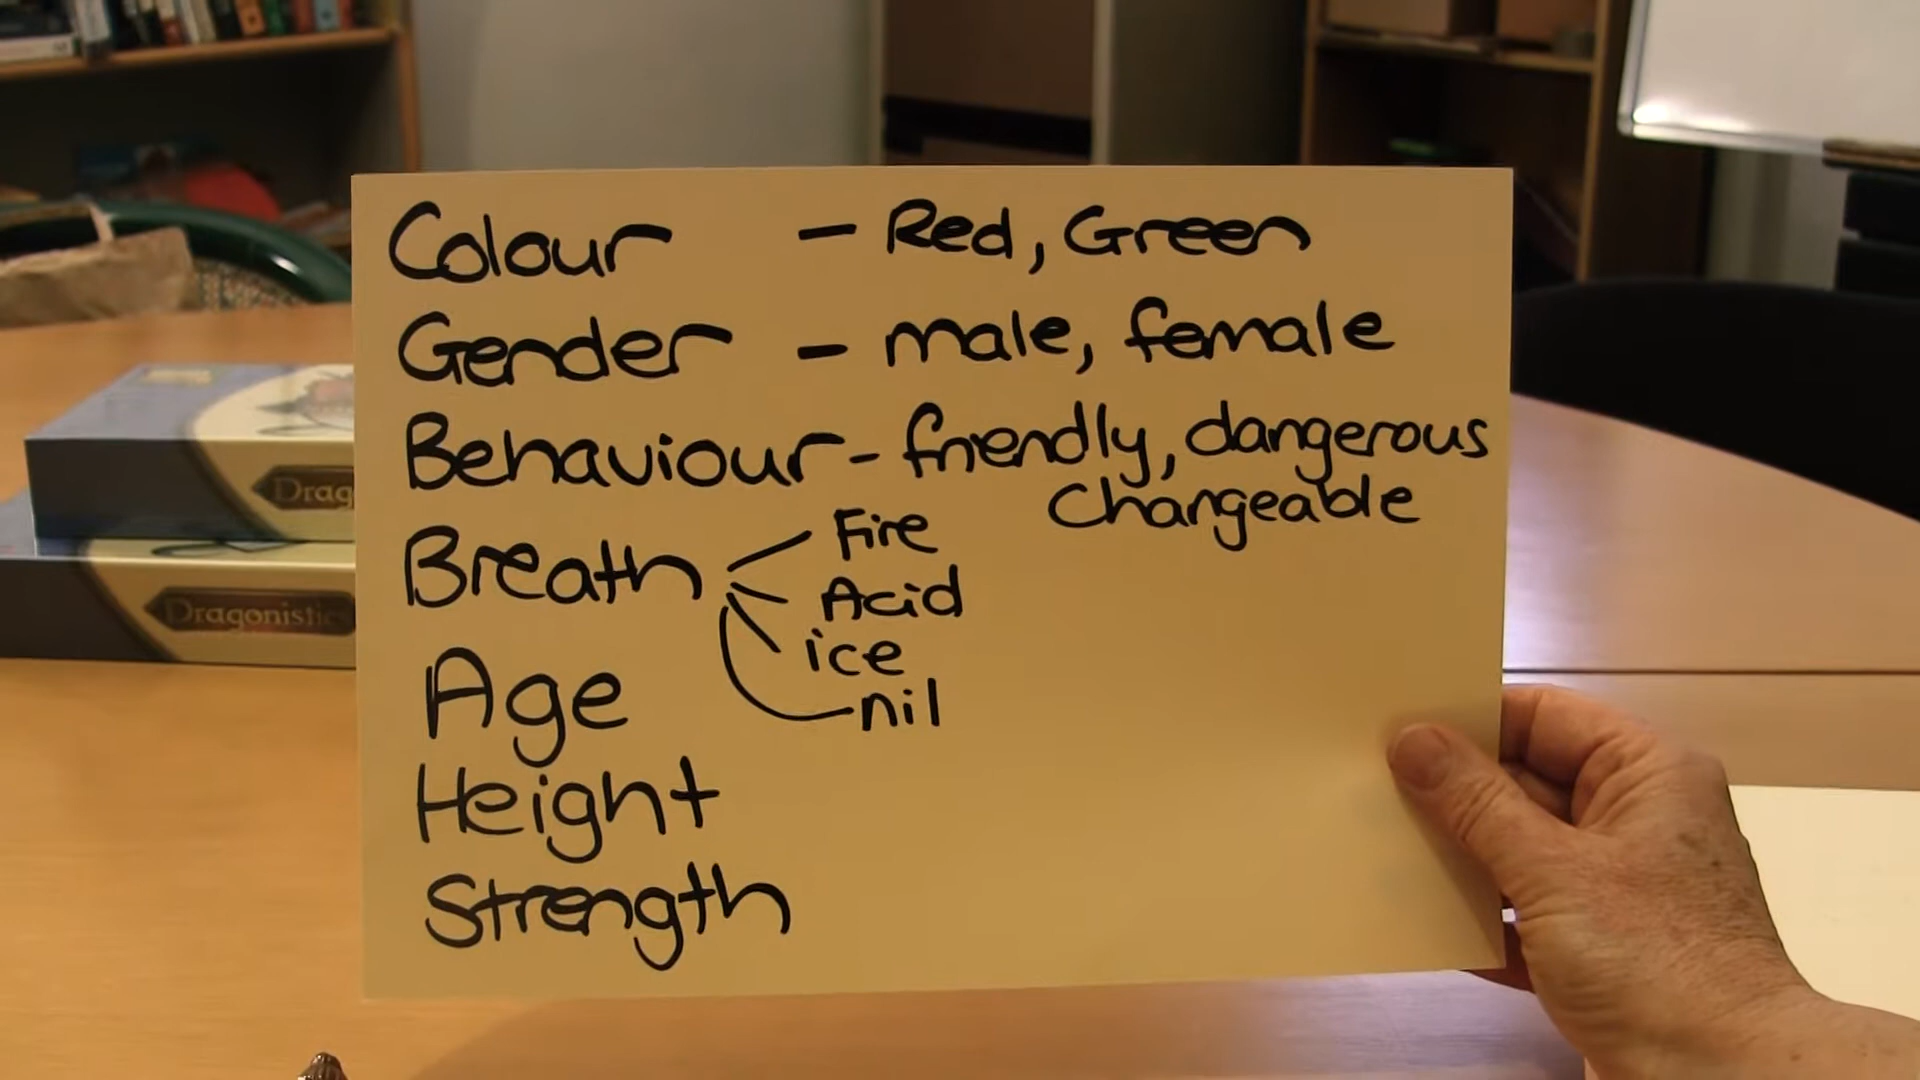 Colour - Red, Green
Gender - male, female
Behaviour - friendly, dangerous
Changeable
Breath
Fire
Acid
ice
nil
Age
Height
Strength
Drag
Dragonistic